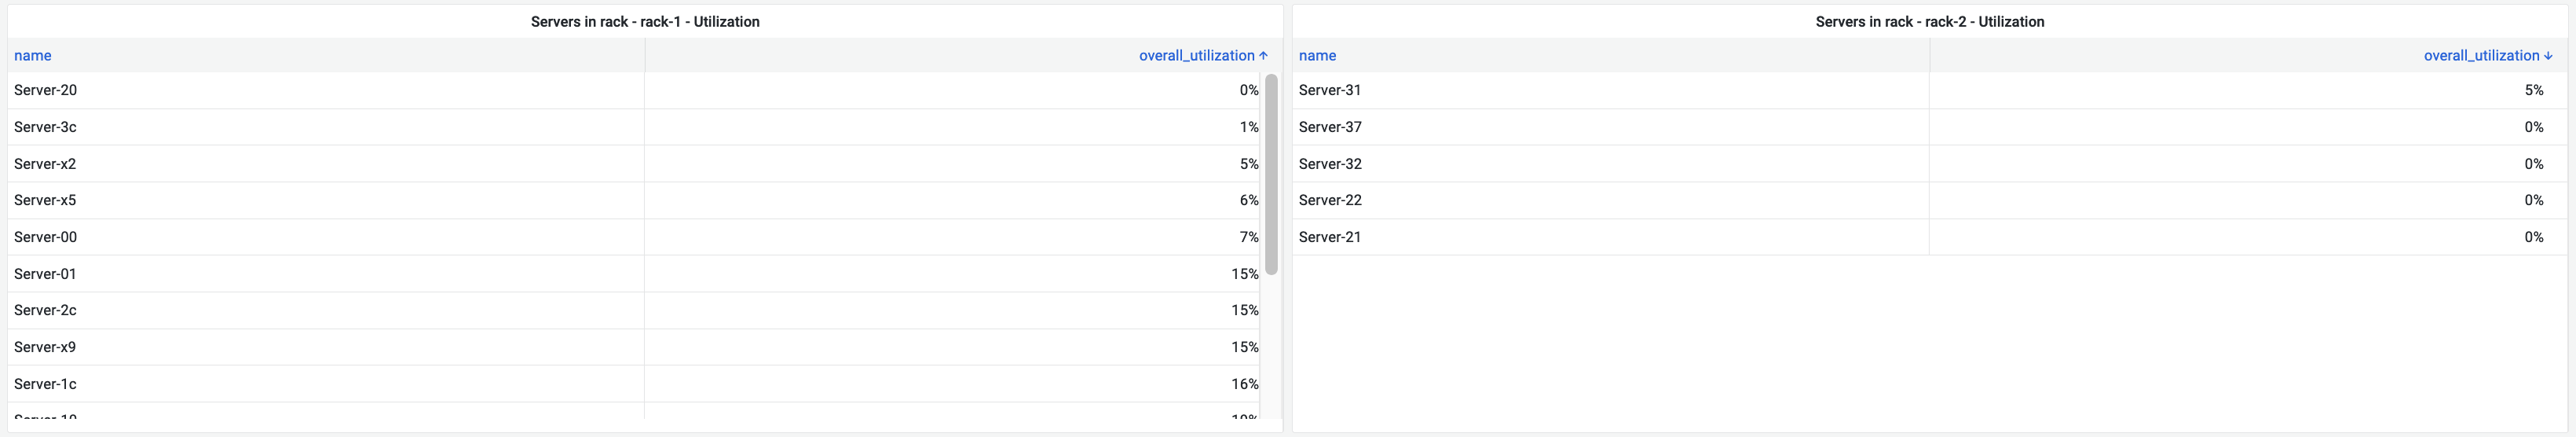 Servers in rack - rack-1 - Utilization
name overall_utilization
Server-20 0%
Server-3c 1%
Server-x2 5%
Server-x5 6%
Server-00 7%
Server-01 15%
Server-2c 15%
Server-x9 15%
Server-1c 16%
Servers in rack - rack-2 - Utilization
name overall_utilization
Server-31 5%
Server-37 0%
Server-32 0%
Server-22 0%
Server-21 0%